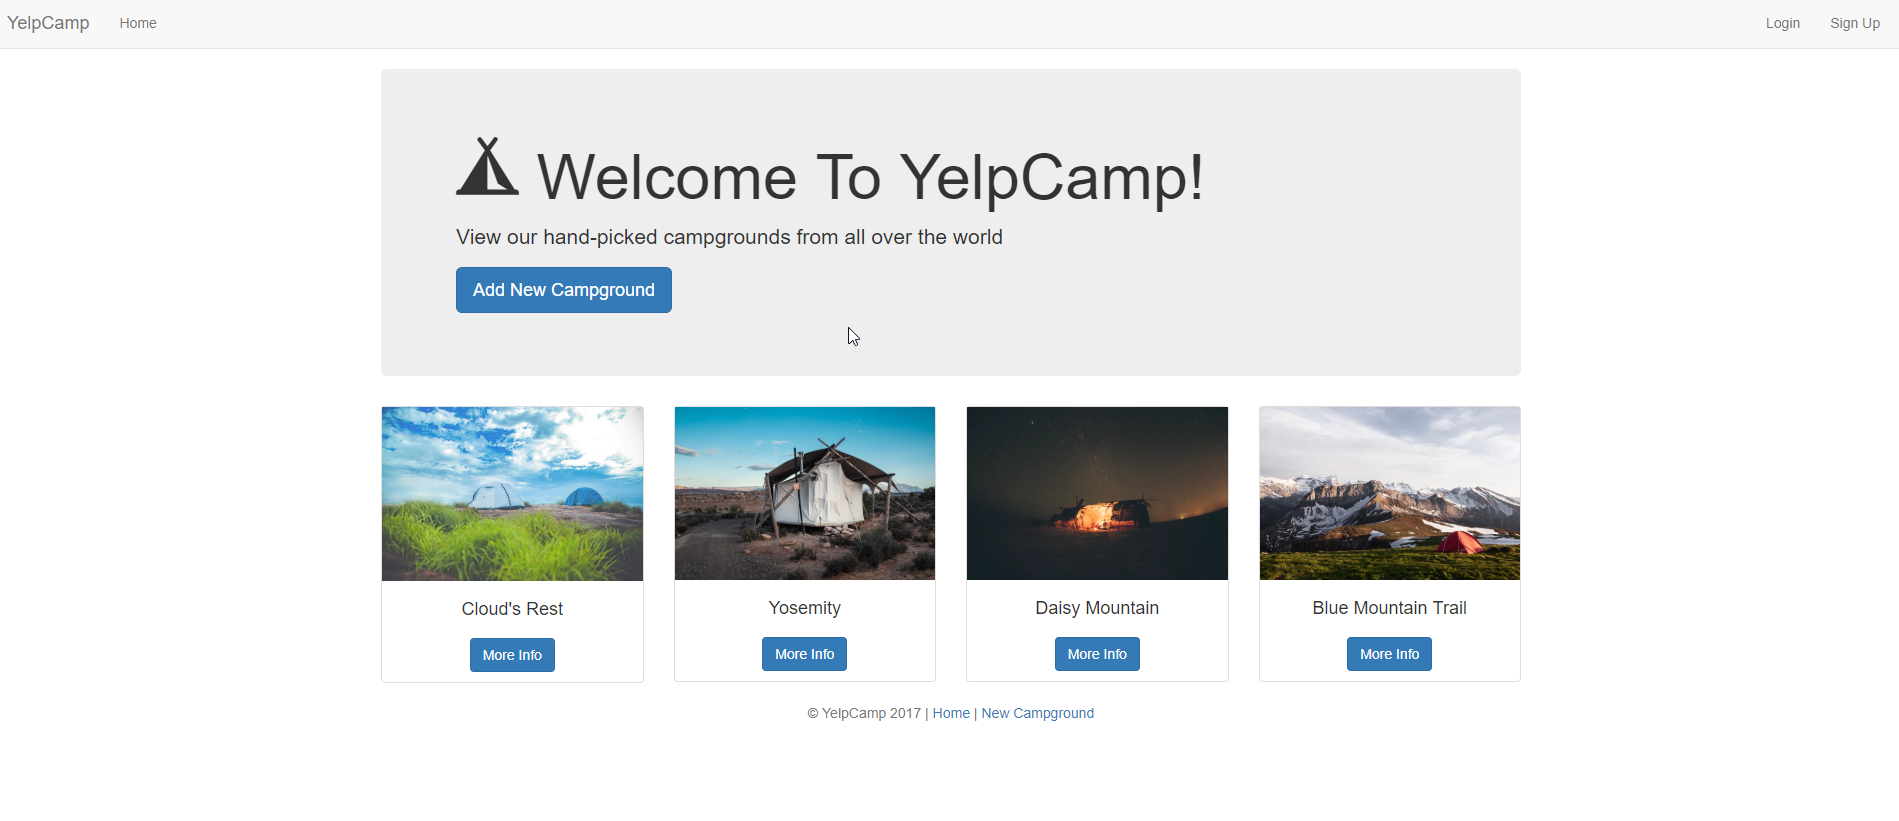 YelpCamp Home Login Sign Up
Welcome To YelpCamp!
View our hand-picked campgrounds from all over the world
Add New Campground
Cloud's Rest
More Info
Yosemity
More Info
Daisy Mountain
More Info
Blue Mountain Trail
More Info
© YelpCamp 2017 | Home | New Campground